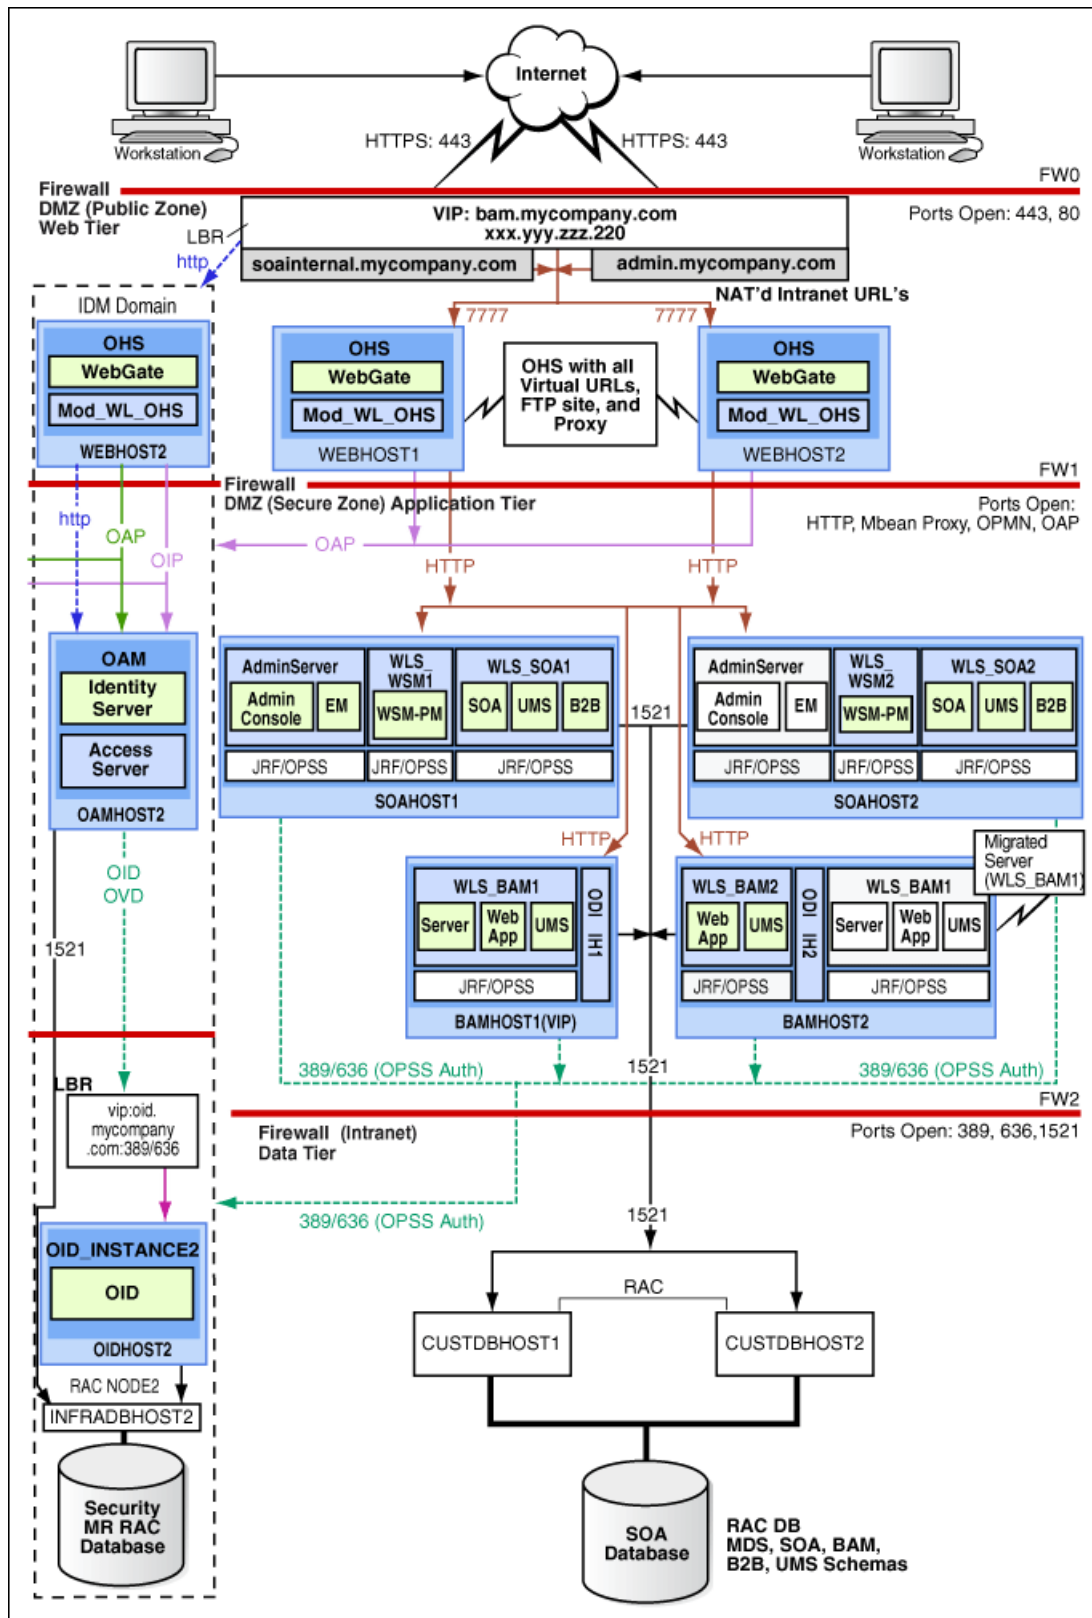 Internet
HTTPS: 443
HTTPS: 443
Workstation
Workstation
FW0
Firewall
DMZ (Public Zone)
Web Tier
Ports Open: 443, 80
VIP: bam.mycompany.com
xxx.yyy.zzz.220
LBR
http
soainternal.mycompany.com
admin.mycompany.com
NAT'd Intranet URL's
IDM Domain
7777
7777
OHS
WebGate
Mod_WL_OHS
WEBHOST2
OHS
WebGate
Mod_WL_OHS
WEBHOST1
OHS with all
Virtual URLs,
FTP site, and
Proxy
OHS
WebGate
Mod_WL_OHS
WEBHOST2
FW1
Firewall
DMZ (Secure Zone) Application Tier
Ports Open:
HTTP, Mbean Proxy, OPMN, OAP
http
OAP
OIP
OAP
HTTP
HTTP
OAM
Identity
Server
Access
Server
OAMHOST2
AdminServer
Admin
Console
EM
WLS_
WSM1
WSM-PM
WLS_SOA1
SOA
UMS
B2B
JRF/OPSS
JRF/OPSS
JRF/OPSS
SOAHOST1
1521
AdminServer
Admin
Console
EM
WLS_
WSM2
WSM-PM
WLS_SOA2
SOA
UMS
B2B
JRF/OPSS
JRF/OPSS
JRF/OPSS
SOAHOST2
HTTP
HTTP
Migrated
Server
(WLS_BAM1)
OID
OVD
1521
WLS_BAM1
Server
Web
App
UMS
ODI IH1
JRF/OPSS
BAMHOST1(VIP)
WLS_BAM2
Web
App
UMS
ODI IH2
WLS_BAM1
Server
Web
App
UMS
JRF/OPSS
JRF/OPSS
BAMHOST2
389/636 (OPSS Auth)
1521
389/636 (OPSS Auth)
FW2
Firewall (Intranet)
Data Tier
Ports Open: 389, 636,1521
LBR
vip:oid.
mycompany
.com:389/636
389/636 (OPSS Auth)
1521
OID_INSTANCE2
OID
OIDHOST2
RAC
CUSTDBHOST1
CUSTDBHOST2
RAC NODE2
INFRADBHOST2
Security
MR RAC
Database
SOA
Database
RAC DB
MDS, SOA, BAM,
B2B, UMS Schemas